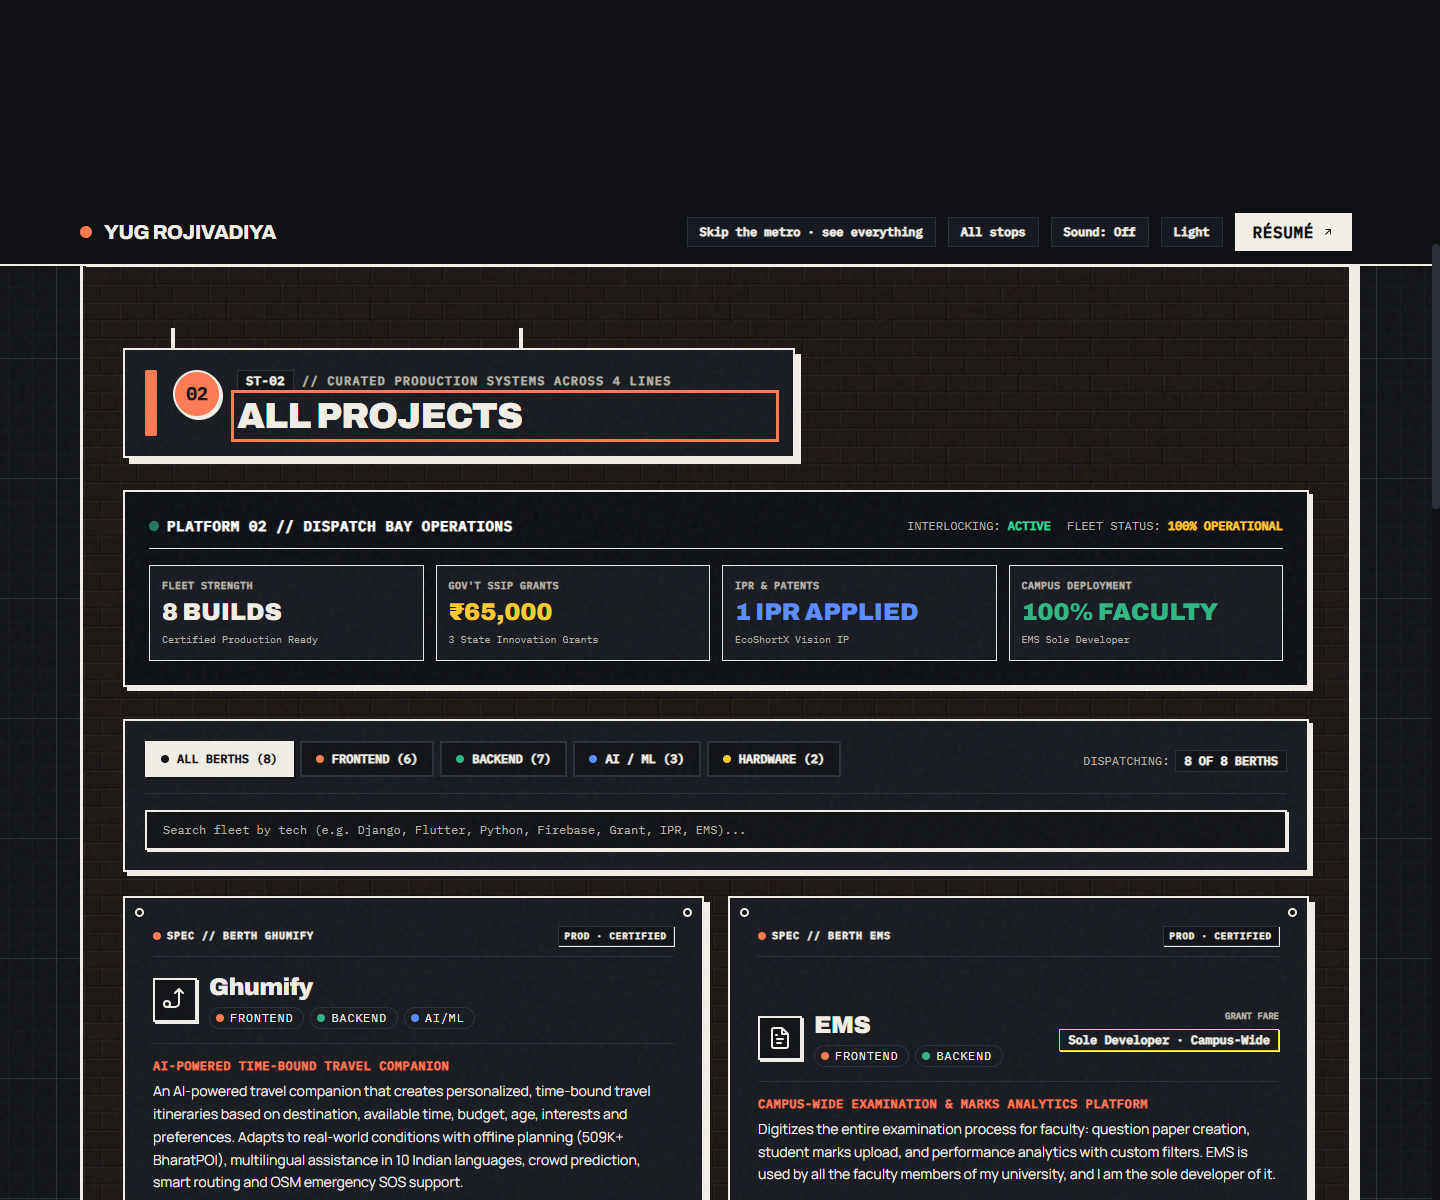 YUG ROJIVADIYA
Skip the metro · see everything
All stops
Sound: Off
Light
RÉSUMÉ ↗
02
ST-02 // CURATED PRODUCTION SYSTEMS ACROSS 4 LINES
ALL PROJECTS
PLATFORM 02 // DISPATCH BAY OPERATIONS
INTERLOCKING: ACTIVE FLEET STATUS: 100% OPERATIONAL
FLEET STRENGTH
8 BUILDS
Certified Production Ready
GOV'T SSIP GRANTS
₹65,000
3 State Innovation Grants
IPR & PATENTS
1 IPR APPLIED
EcoShortX Vision IP
CAMPUS DEPLOYMENT
100% FACULTY
EMS Sole Developer
ALL BERTHS (8)
FRONTEND (6)
BACKEND (7)
AI / ML (3)
HARDWARE (2)
DISPATCHING: 8 OF 8 BERTHS
Search fleet by tech (e.g. Django, Flutter, Python, Firebase, Grant, IPR, EMS)...
SPEC // BERTH GHUMIFY
PROD · CERTIFIED
Ghumify
FRONTEND
BACKEND
AI/ML
AI-POWERED TIME-BOUND TRAVEL COMPANION
An AI-powered travel companion that creates personalized, time-bound travel
itineraries based on destination, available time, budget, age, interests and
preferences. Adapts to real-world conditions with offline planning (509K+
BharatPOI), multilingual assistance in 10 Indian languages, crowd prediction,
smart routing and OSM emergency SOS support.
SPEC // BERTH EMS
PROD · CERTIFIED
EMS
FRONTEND
BACKEND
GRANT FARE
Sole Developer · Campus-Wide
CAMPUS-WIDE EXAMINATION & MARKS ANALYTICS PLATFORM
Digitizes the entire examination process for faculty: question paper creation,
student marks upload, and performance analytics with custom filters. EMS is
used by all the faculty members of my university, and I am the sole developer of it.